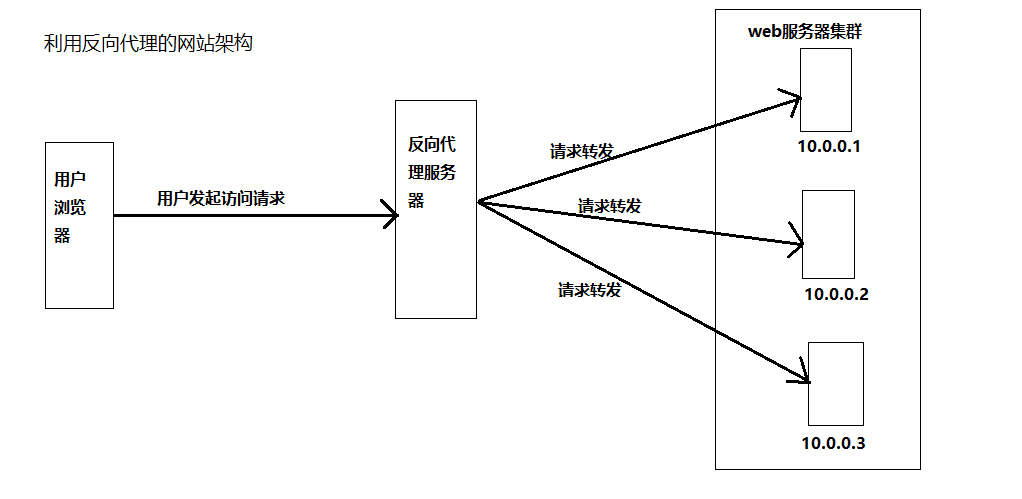 利用反向代理的网站架构
web服务器集群
用户
浏览
器
用户发起访问请求
反向代
理服务
器
请求转发
请求转发
请求转发
10.0.0.1
10.0.0.2
10.0.0.3